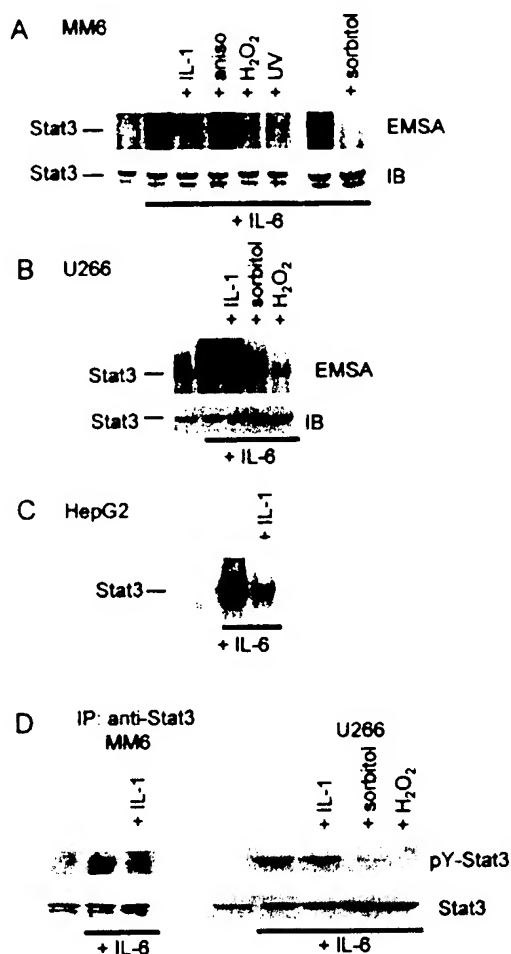 A MM6
+ IL-1
+ aniso
+ H2O2
+ UV
+ sorbitol
Stat3 — EMSA
Stat3 — IB
+ IL-6
B U266
+ IL-1
+ sorbitol
+ H2O2
Stat3 — EMSA
Stat3 — IB
+ IL-6
C HepG2
+ IL-1
Stat3 —
+ IL-6
D IP: anti-Stat3
MM6 U266
+ IL-1
+ IL-1
+ sorbitol
+ H2O2
pY-Stat3
Stat3
+ IL-6 + IL-6